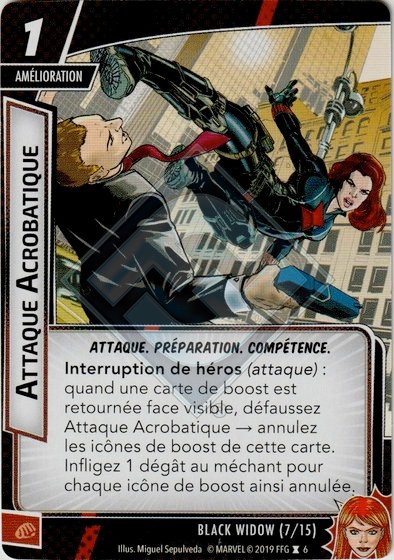 1
AMÉLIORATION
ATTAQUE ACROBATIQUE
ATTAQUE. PRÉPARATION. COMPÉTENCE.
Interruption de héros (attaque) :
quand une carte de boost est
retournée face visible, défaussez
Attaque Acrobatique → annulez
les icônes de boost de cette carte.
Infligez 1 dégât au méchant pour
chaque icône de boost ainsi annulée.
BLACK WIDOW (7/15)
Illus. Miguel Sepulveda © MARVEL © 2019 FFG 6